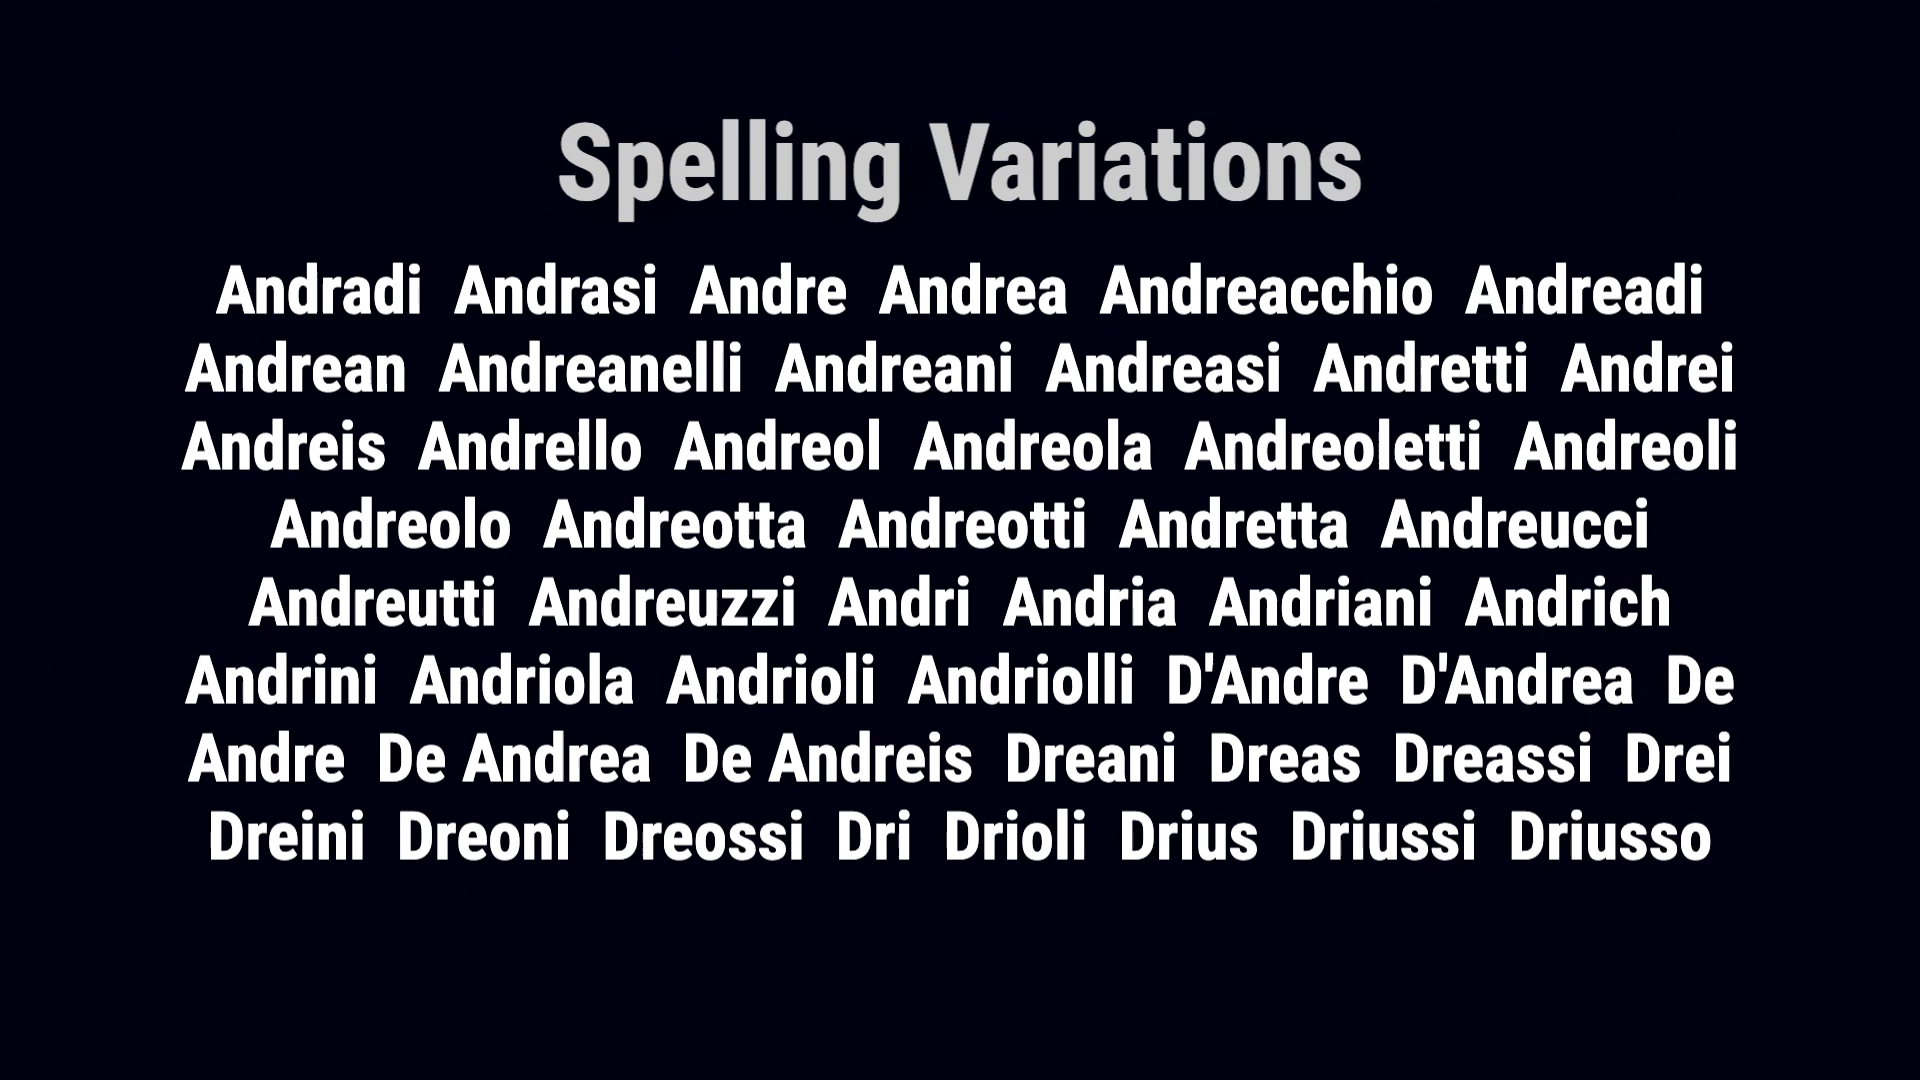 Spelling Variations
Andradi Andrasi Andre Andrea Andreacchio Andreadi
Andrean Andreanelli Andreani Andreasi Andretti Andrei
Andreis Andrello Andreol Andreola Andreoletti Andreoli
Andreolo Andreotta Andreotti Andretta Andreucci
Andreutti Andreuzzi Andri Andria Andriani Andrich
Andrini Andriola Andrioli Andriolli D'Andre D'Andrea De
Andre De Andrea De Andreis Dreani Dreas Dreassi Drei
Dreini Dreoni Dreossi Dri Drioli Drius Driussi Driusso